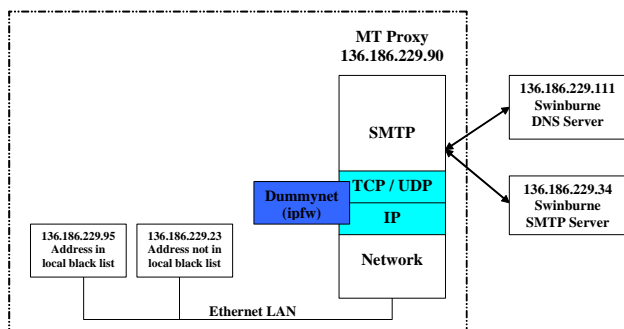 MT Proxy
136.186.229.90
SMTP
TCP / UDP
Dummynet
(ipfw)
IP
Network
136.186.229.111
Swinburne
DNS Server
136.186.229.34
Swinburne
SMTP Server
136.186.229.95
Address in
local black list
136.186.229.23
Address not in
local black list
Ethernet LAN